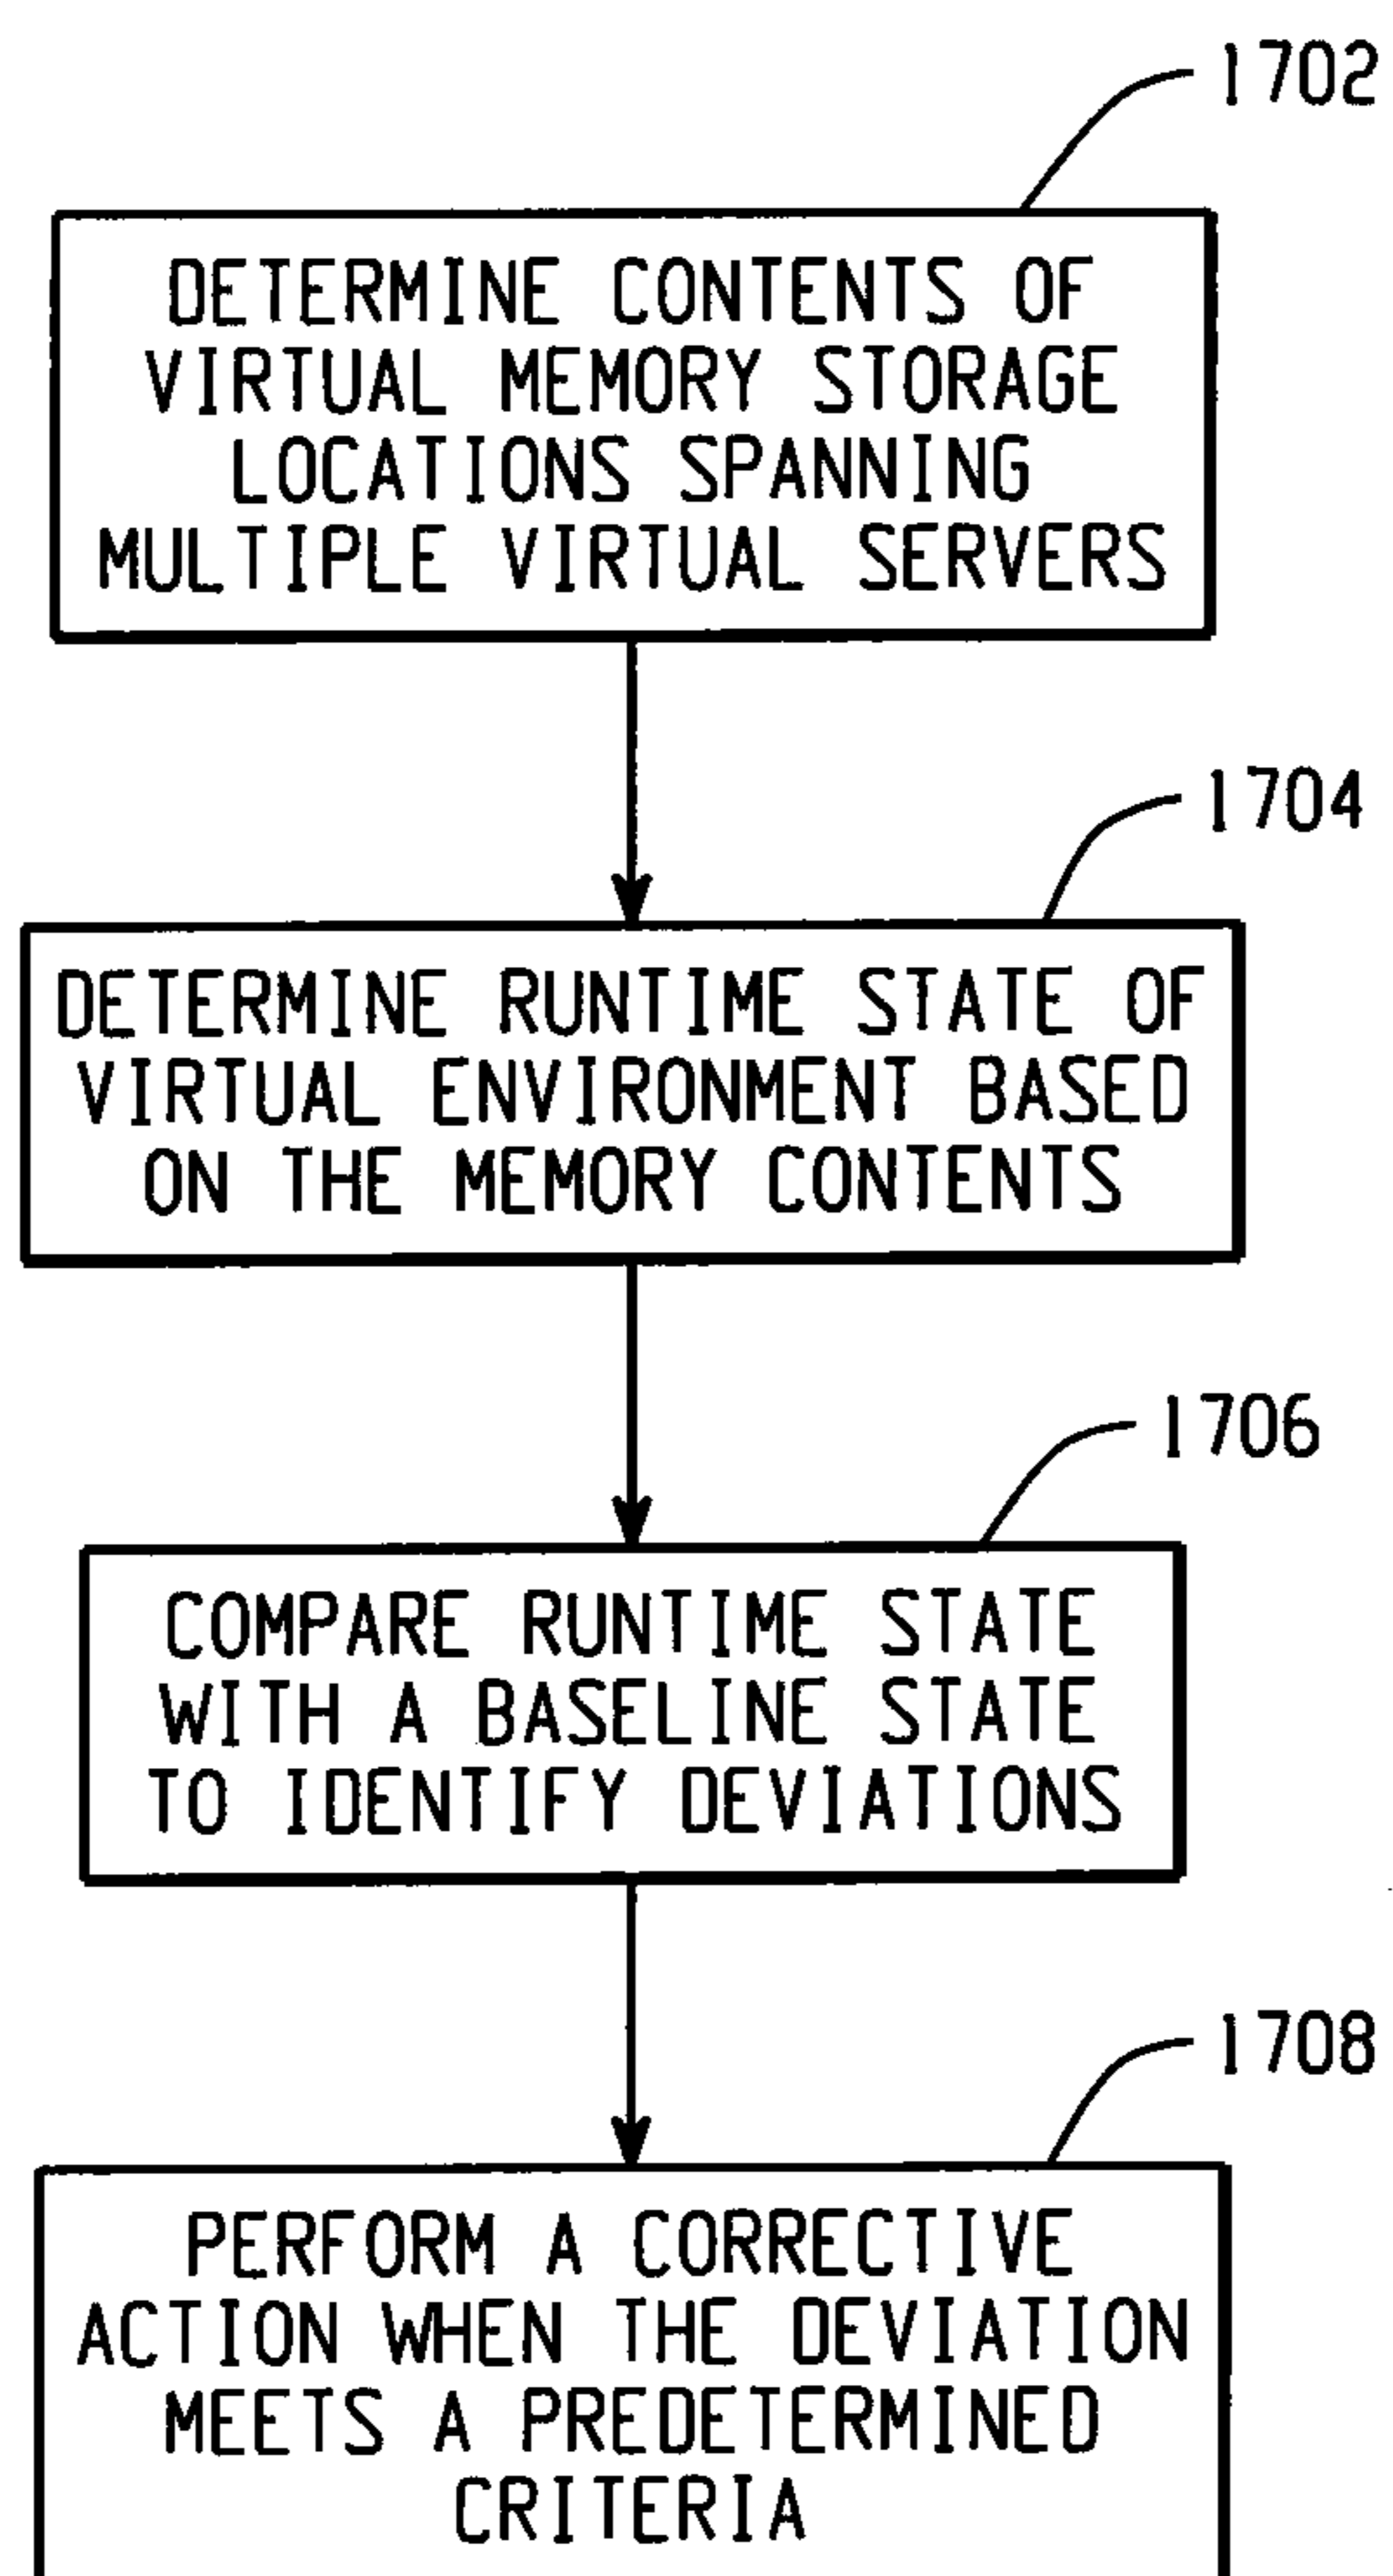 1702
DETERMINE CONTENTS OF
VIRTUAL MEMORY STORAGE
LOCATIONS SPANNING
MULTIPLE VIRTUAL SERVERS
1704
DETERMINE RUNTIME STATE OF
VIRTUAL ENVIRONMENT BASED
ON THE MEMORY CONTENTS
1706
COMPARE RUNTIME STATE
WITH A BASELINE STATE
TO IDENTIFY DEVIATIONS
1708
PERFORM A CORRECTIVE
ACTION WHEN THE DEVIATION
MEETS A PREDETERMINED
CRITERIA